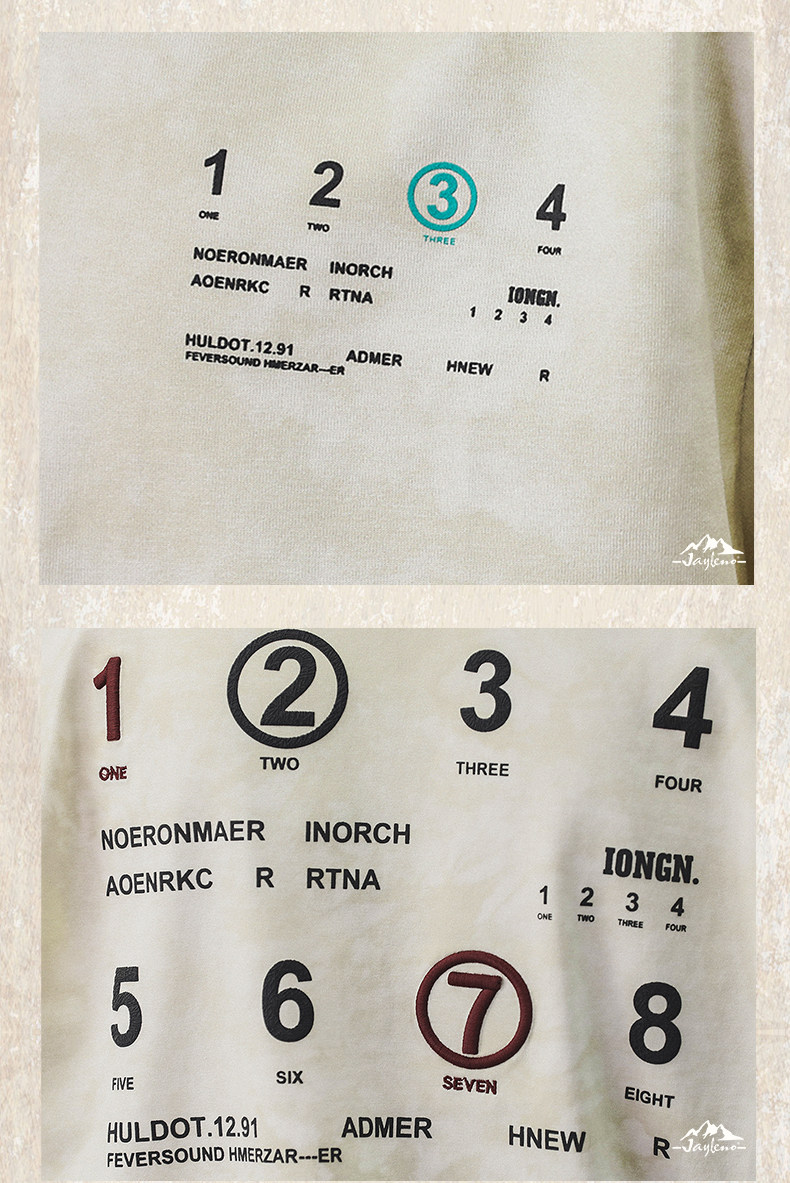 1 2 3 4
ONE TWO THREE FOUR
NOERONMAER INORCH
AOENRKC R RTNA
IONGN.
1 2 3 4
HULDOT.12.91 ADMER HNEW R
FEVERSOUND HMERZAR---ER
Jayleno
1 2 3 4
ONE TWO THREE FOUR
NOERONMAER INORCH
AOENRKC R RTNA
IONGN.
1 2 3 4
ONE TWO THREE FOUR
5 6 7 8
FIVE SIX SEVEN EIGHT
HULDOT.12.91 ADMER HNEW R
FEVERSOUND HMERZAR---ER
Jayleno